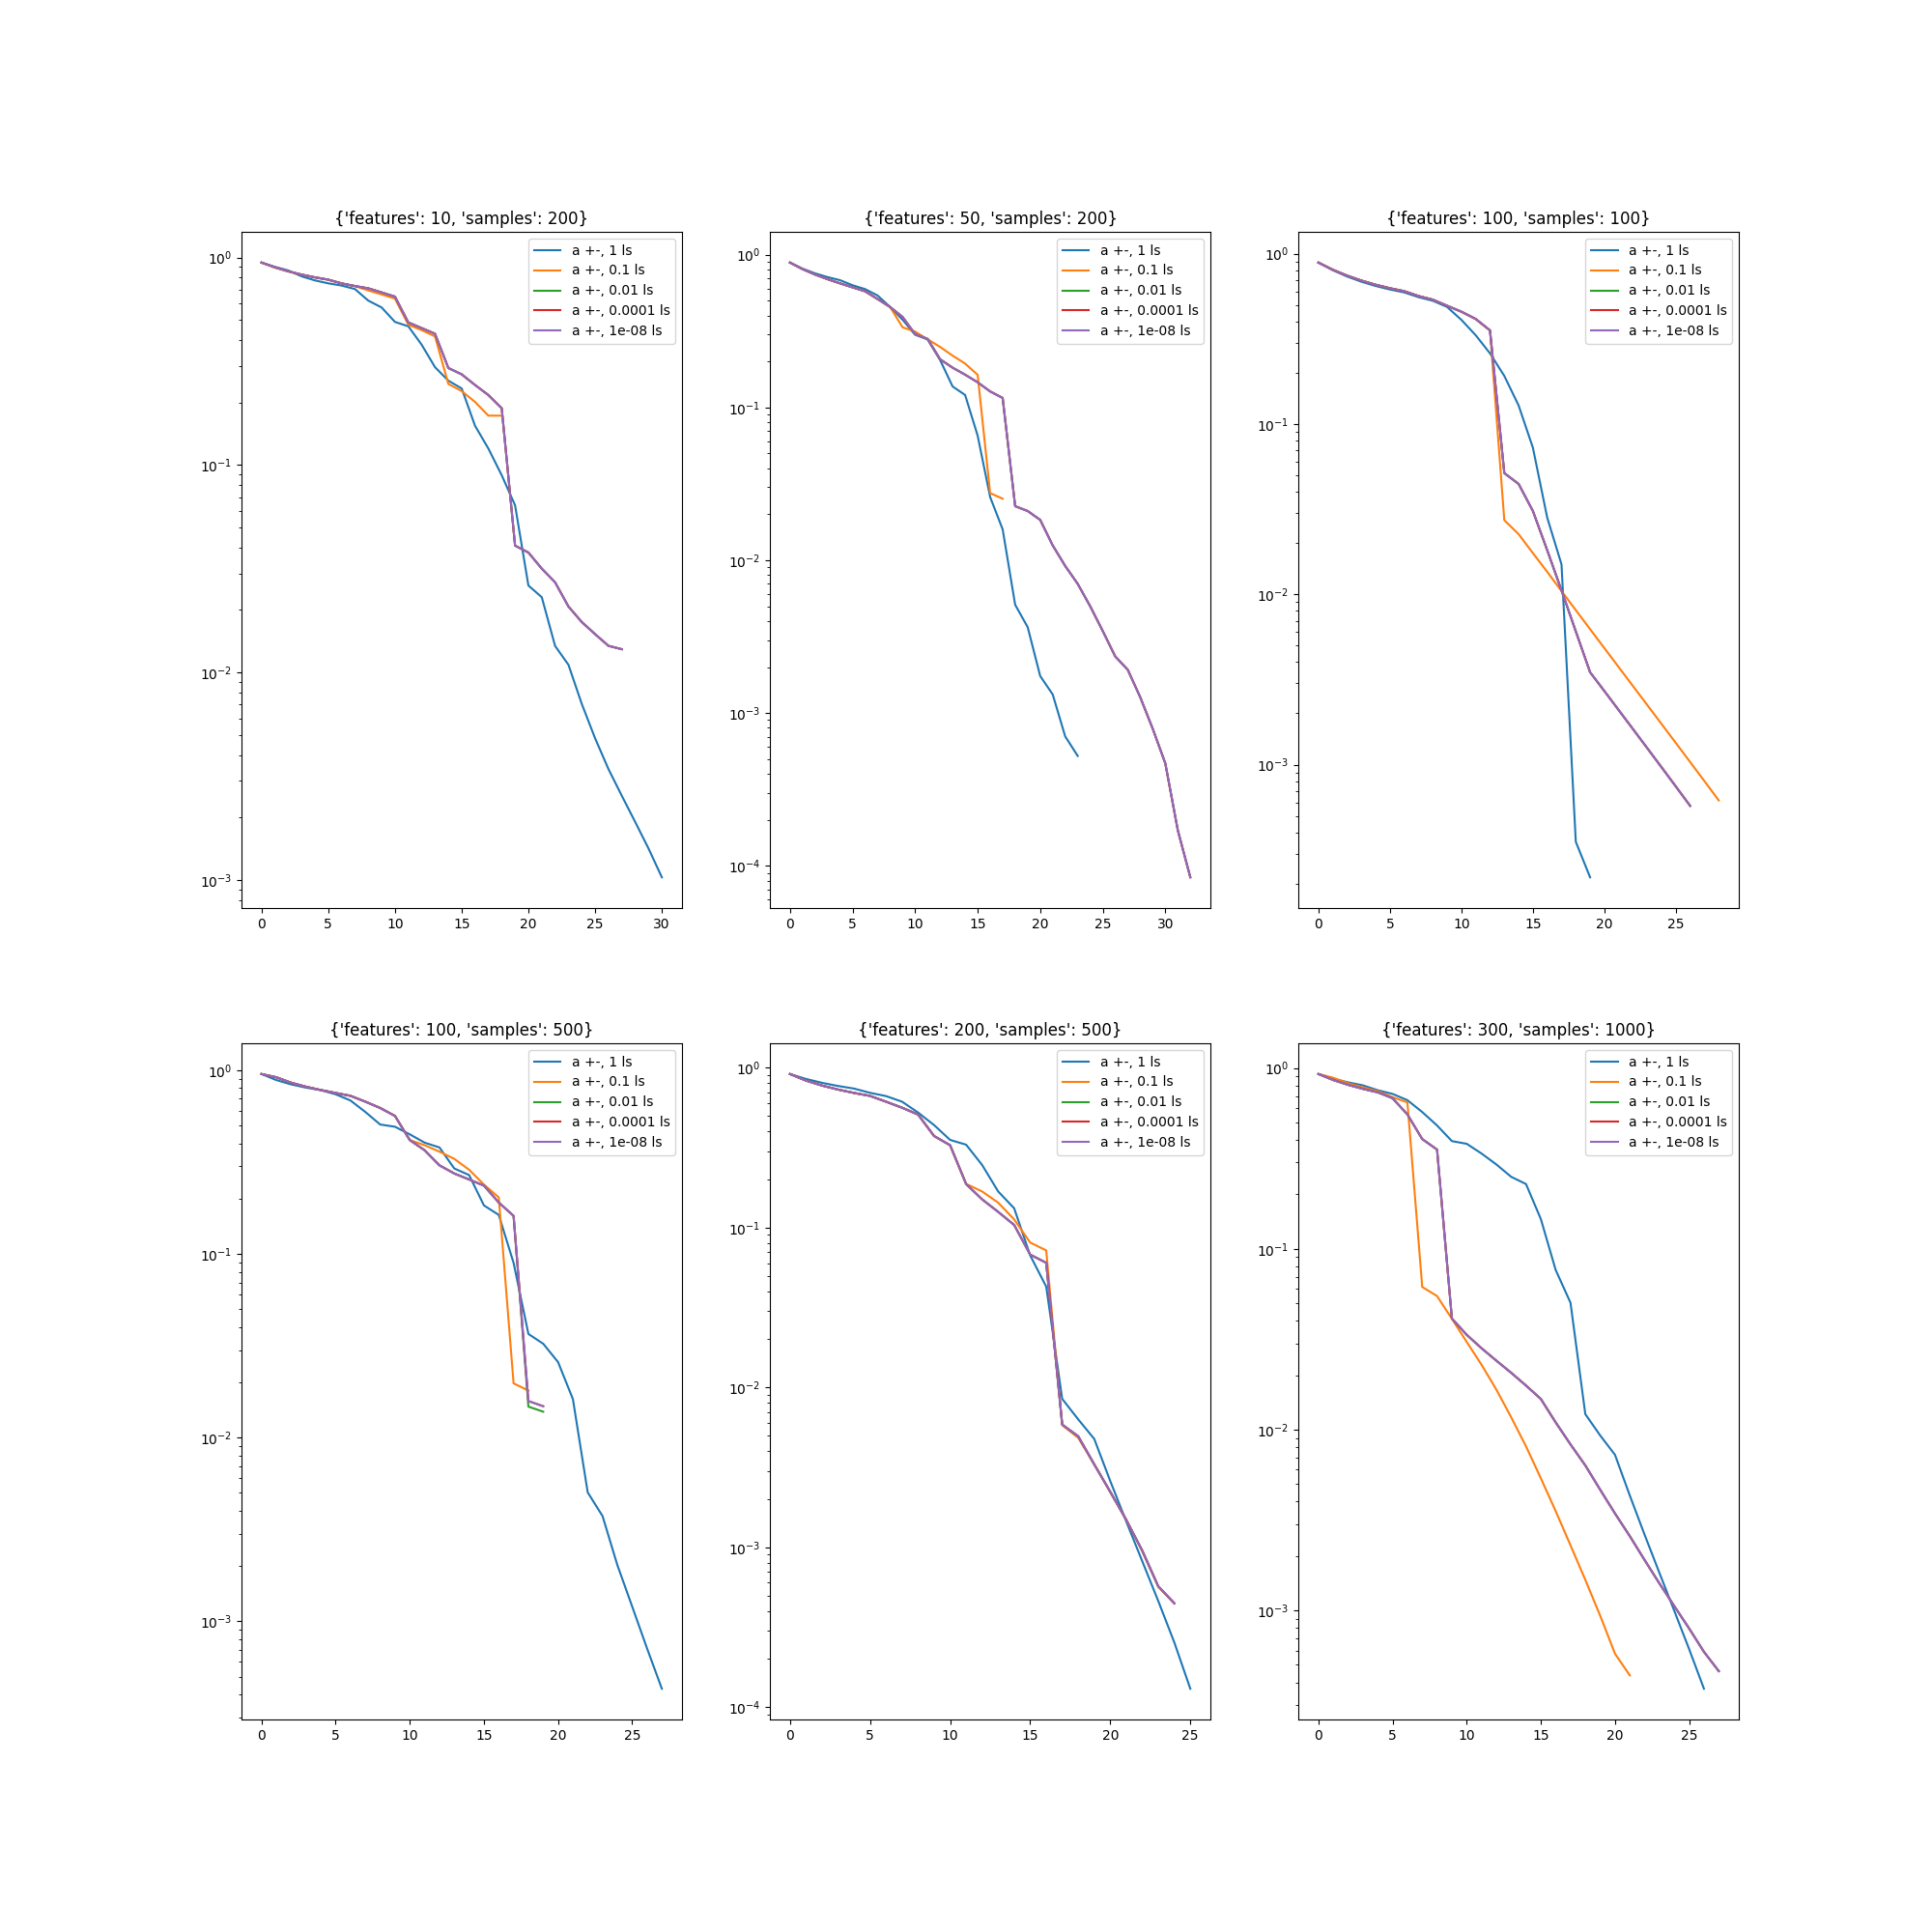 {'features': 10, 'samples': 200}
10^0
10^-1
10^-2
10^-3
0 5 10 15 20 25 30
a +-, 1 ls
a +-, 0.1 ls
a +-, 0.01 ls
a +-, 0.0001 ls
a +-, 1e-08 ls
{'features': 50, 'samples': 200}
10^0
10^-1
10^-2
10^-3
10^-4
0 5 10 15 20 25 30
a +-, 1 ls
a +-, 0.1 ls
a +-, 0.01 ls
a +-, 0.0001 ls
a +-, 1e-08 ls
{'features': 100, 'samples': 100}
10^0
10^-1
10^-2
10^-3
0 5 10 15 20 25
a +-, 1 ls
a +-, 0.1 ls
a +-, 0.01 ls
a +-, 0.0001 ls
a +-, 1e-08 ls
{'features': 100, 'samples': 500}
10^0
10^-1
10^-2
10^-3
0 5 10 15 20 25
a +-, 1 ls
a +-, 0.1 ls
a +-, 0.01 ls
a +-, 0.0001 ls
a +-, 1e-08 ls
{'features': 200, 'samples': 500}
10^0
10^-1
10^-2
10^-3
10^-4
0 5 10 15 20 25
a +-, 1 ls
a +-, 0.1 ls
a +-, 0.01 ls
a +-, 0.0001 ls
a +-, 1e-08 ls
{'features': 300, 'samples': 1000}
10^0
10^-1
10^-2
10^-3
0 5 10 15 20 25
a +-, 1 ls
a +-, 0.1 ls
a +-, 0.01 ls
a +-, 0.0001 ls
a +-, 1e-08 ls